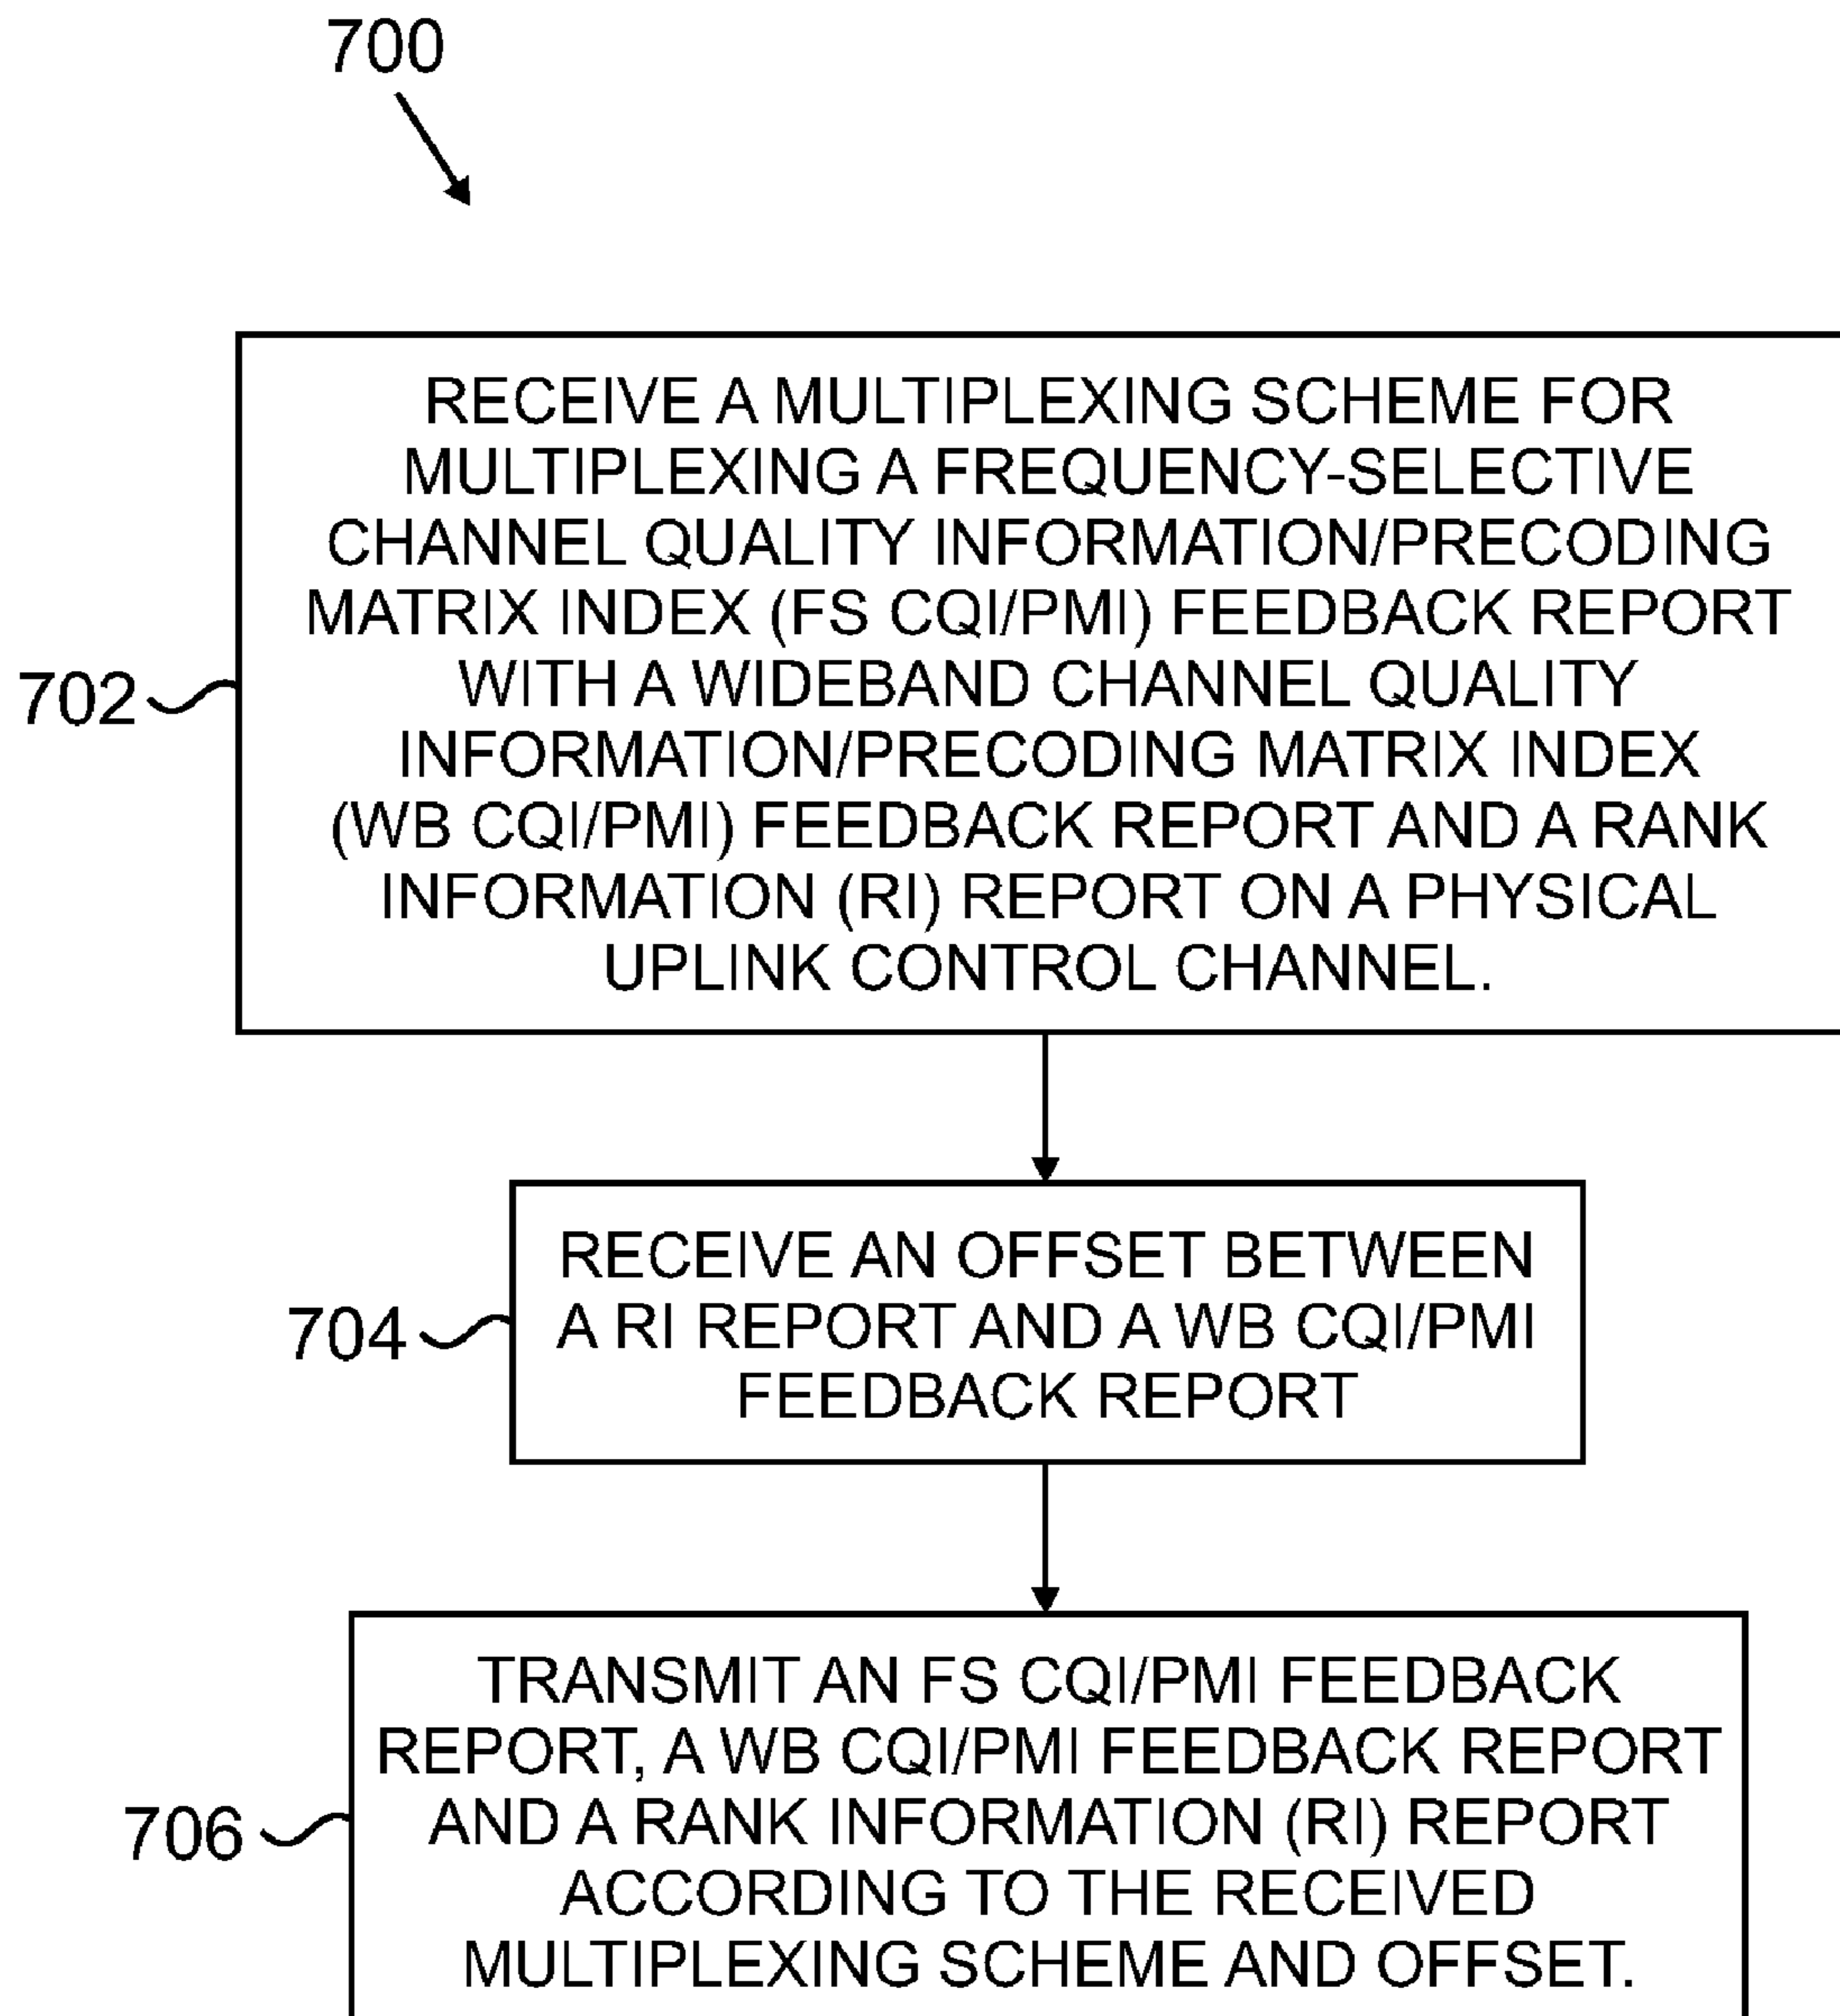 700
RECEIVE A MULTIPLEXING SCHEME FOR
MULTIPLEXING A FREQUENCY-SELECTIVE
CHANNEL QUALITY INFORMATION/PRECODING
MATRIX INDEX (FS CQI/PMI) FEEDBACK REPORT
WITH A WIDEBAND CHANNEL QUALITY
INFORMATION/PRECODING MATRIX INDEX
(WB CQI/PMI) FEEDBACK REPORT AND A RANK
INFORMATION (RI) REPORT ON A PHYSICAL
UPLINK CONTROL CHANNEL.
702
RECEIVE AN OFFSET BETWEEN
A RI REPORT AND A WB CQI/PMI
FEEDBACK REPORT
704
TRANSMIT AN FS CQI/PMI FEEDBACK
REPORT, A WB CQI/PMI FEEDBACK REPORT
AND A RANK INFORMATION (RI) REPORT
ACCORDING TO THE RECEIVED
MULTIPLEXING SCHEME AND OFFSET.
706